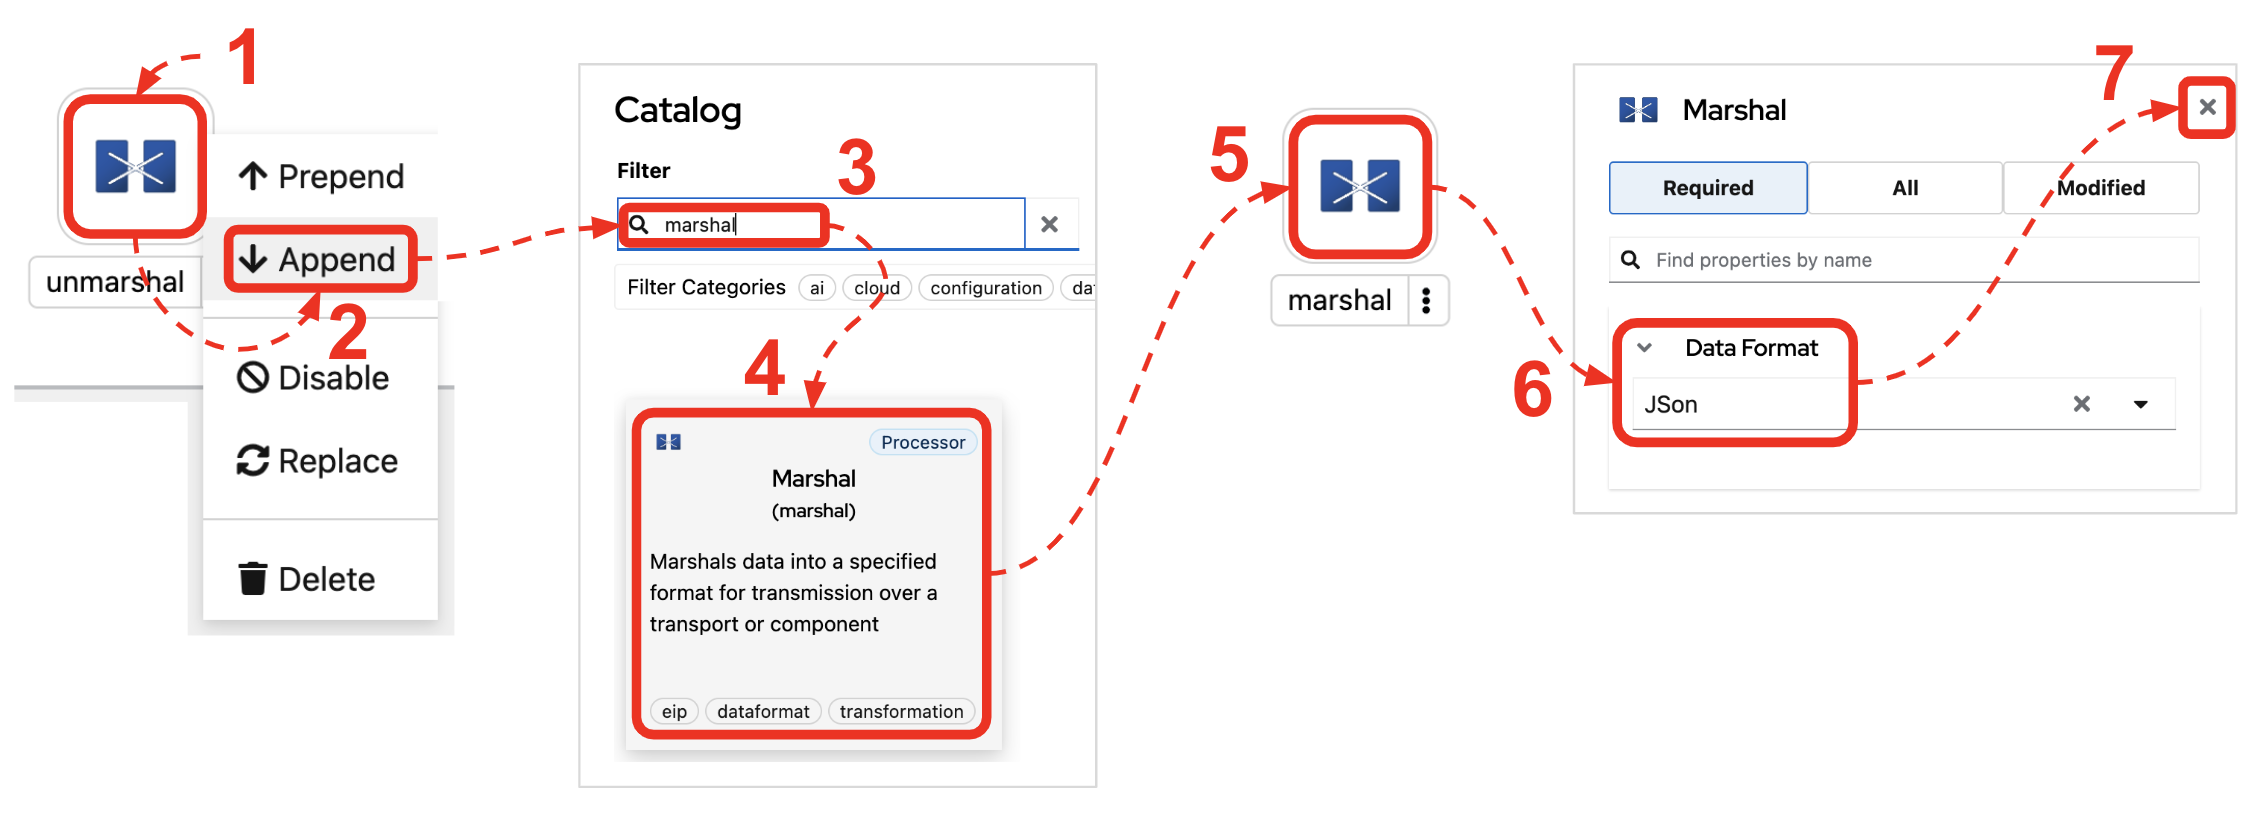 1
Prepend
Append
unmarshal
2
Disable
Replace
Delete
Catalog
Filter
3
marshal
Filter Categories ai cloud configuration da
4
Processor
Marshal
(marshal)
Marshals data into a specified
format for transmission over a
transport or component
eip dataformat transformation
5
marshal
6
7
Marshal
Required All Modified
Find properties by name
Data Format
JSon